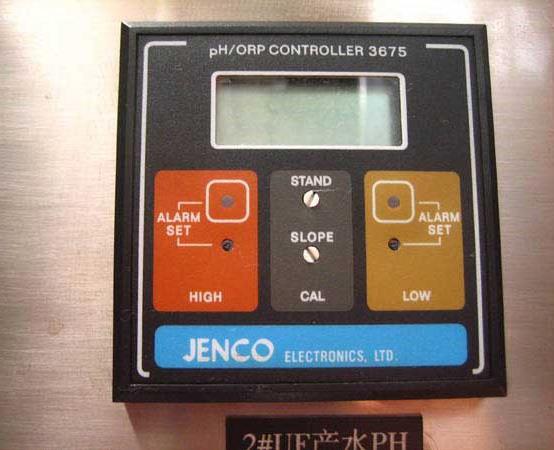 pH/ORP CONTROLLER 3675
STAND
ALARM
SET
SLOPE
ALARM
SET
HIGH
CAL
LOW
JENCO ELECTRONICS, LTD.
2#UF产水PH